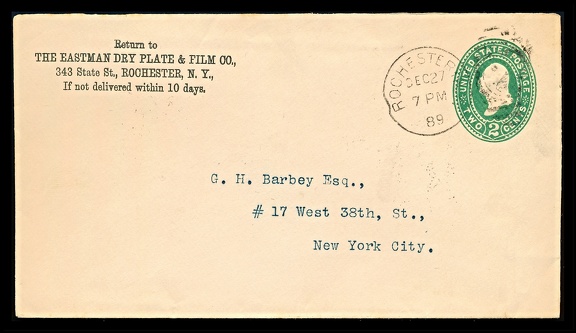 Return to
THE EASTMAN DRY PLATE & FILM CO.,
343 State St., ROCHESTER, N. Y.,
If not delivered within 10 days.
ROCHESTER
DEC 27
7 PM
89
UNITED STATES POSTAGE
TWO 2 CENTS
G. H. Barbey Esq.,
# 17 West 38th, St.,
New York City.